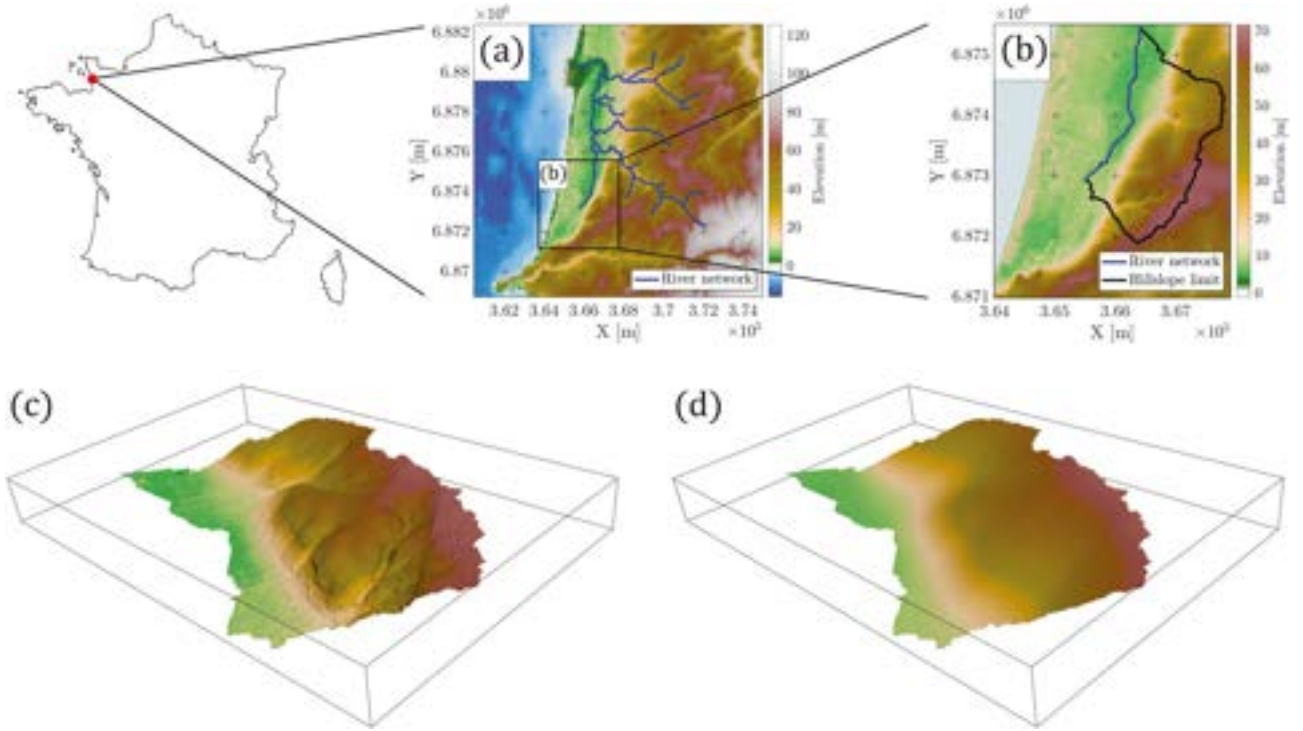 ×10⁶
6.882
6.88
6.878
6.876
6.874
6.872
6.87
Y [m]
(a)
(b)
River network
3.62 3.64 3.66 3.68 3.7 3.72 3.74
X [m] ×10⁵
120
100
80
60
40
20
0
Elevation [m]
×10⁶
6.875
6.874
6.873
6.872
6.871
Y [m]
(b)
River network
Hillslope limit
3.64 3.65 3.66 3.67
X [m] ×10⁵
70
60
50
40
30
20
10
0
Elevation [m]
(c)
(d)